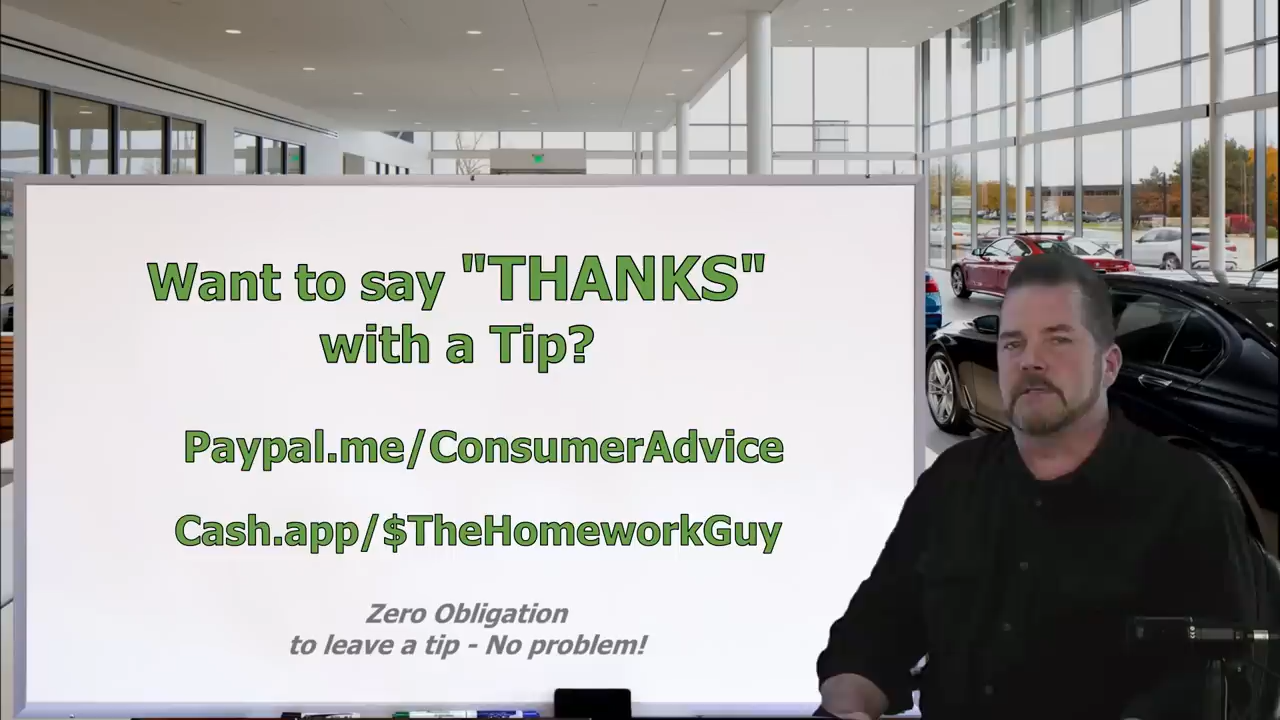 Want to say "THANKS"
with a Tip?
Paypal.me/ConsumerAdvice
Cash.app/$TheHomeworkGuy
Zero Obligation
to leave a tip - No problem!